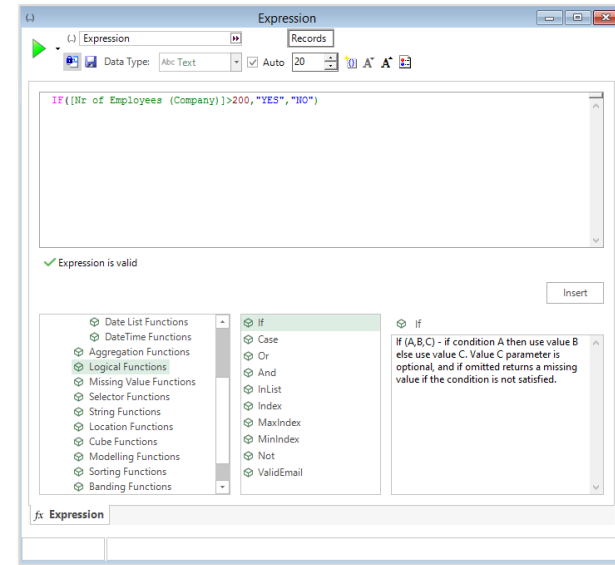 (..) Expression
(..) Expression Records
Data Type: Abc Text Auto 20 {()} A A
IF([Nr of Employees (Company)]>200,"YES","NO")
Expression is valid
Insert
Date List Functions
DateTime Functions
Aggregation Functions
Logical Functions
Missing Value Functions
Selector Functions
String Functions
Location Functions
Cube Functions
Modelling Functions
Sorting Functions
Banding Functions
If
Case
Or
And
InList
Index
MaxIndex
MinIndex
Not
ValidEmail
If
If (A,B,C) - if condition A then use value B
else use value C. Value C parameter is
optional, and if omitted returns a missing
value if the condition is not satisfied.
fx Expression